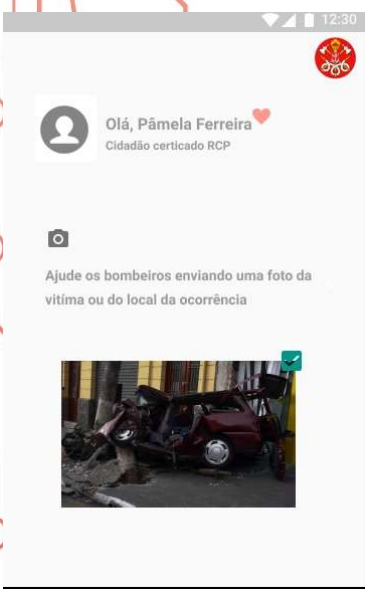 12:30
Olá, Pâmela Ferreira
Cidadão certicado RCP
Ajude os bombeiros enviando uma foto da
vitíma ou do local da ocorrência